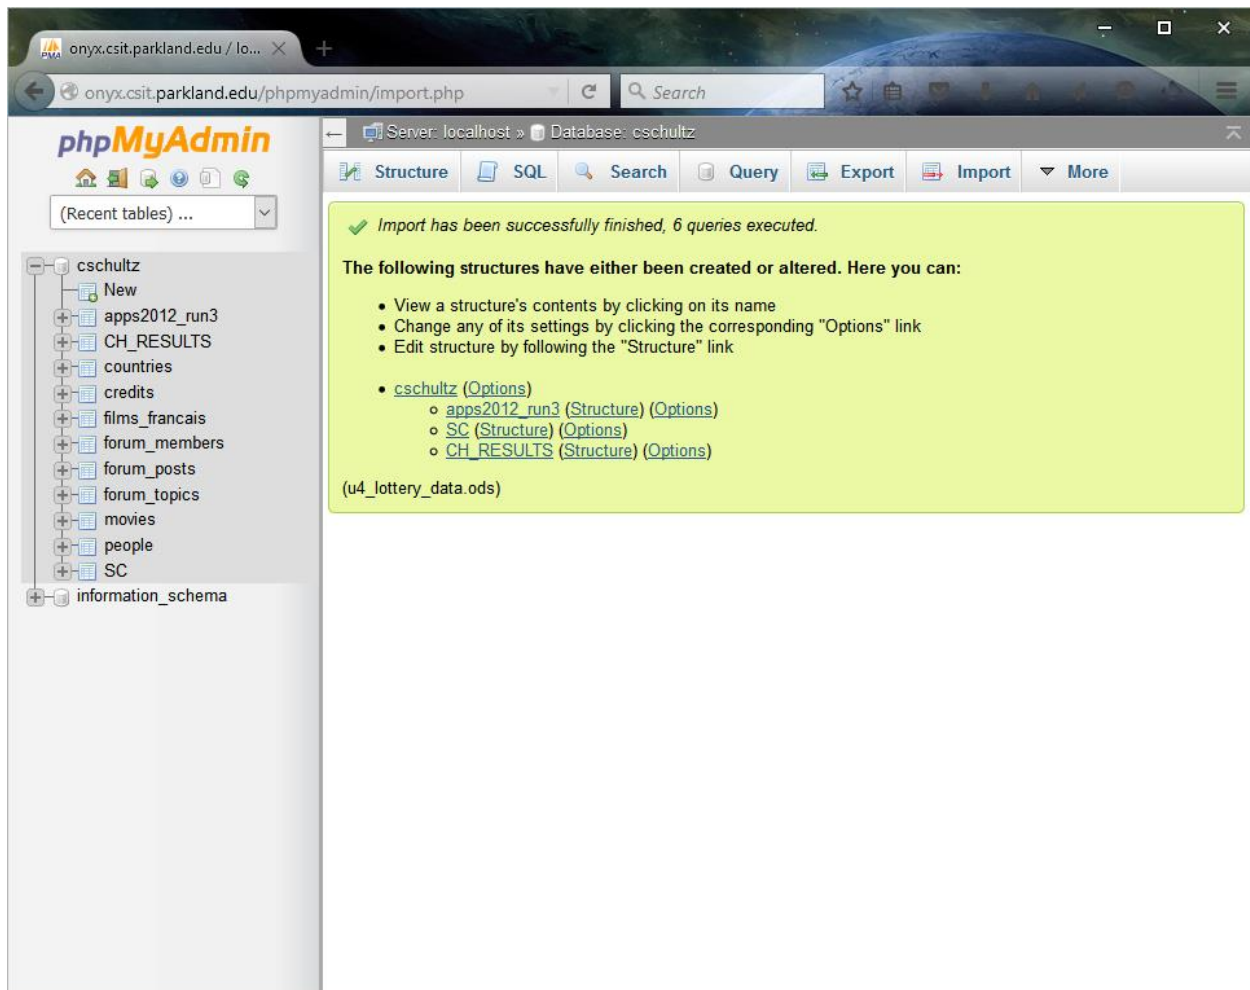 onyx.csit.parkland.edu / lo...
onyx.csit.parkland.edu/phpmyadmin/import.php
Search
phpMyAdmin
(Recent tables) ...
cschultz
New
apps2012_run3
CH_RESULTS
countries
credits
films_francais
forum_members
forum_posts
forum_topics
movies
people
SC
information_schema
Server: localhost » Database: cschultz
Structure SQL Search Query Export Import More
Import has been successfully finished, 6 queries executed.
The following structures have either been created or altered. Here you can:
• View a structure's contents by clicking on its name
• Change any of its settings by clicking the corresponding "Options" link
• Edit structure by following the "Structure" link
• cschultz (Options)
apps2012_run3 (Structure) (Options)
SC (Structure) (Options)
CH_RESULTS (Structure) (Options)
(u4_lottery_data.ods)